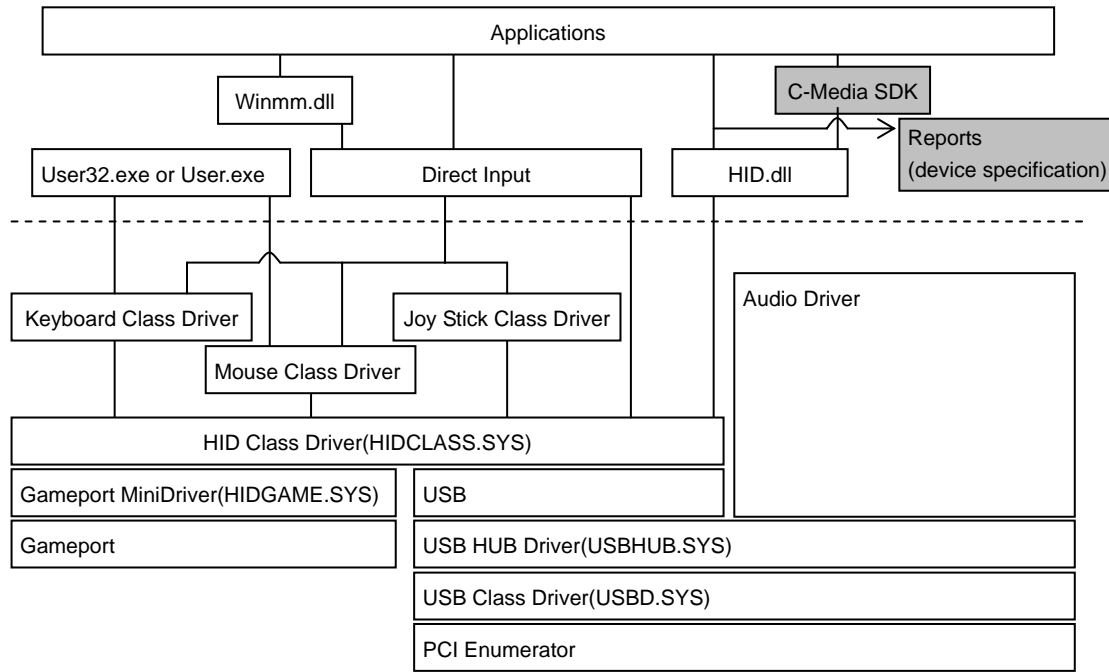 Applications
Winmm.dll
C-Media SDK
Reports
(device specification)
User32.exe or User.exe
Direct Input
HID.dll
Audio Driver
Keyboard Class Driver
Joy Stick Class Driver
Mouse Class Driver
HID Class Driver(HIDCLASS.SYS)
Gameport MiniDriver(HIDGAME.SYS)
USB
Gameport
USB HUB Driver(USBHUB.SYS)
USB Class Driver(USBD.SYS)
PCI Enumerator